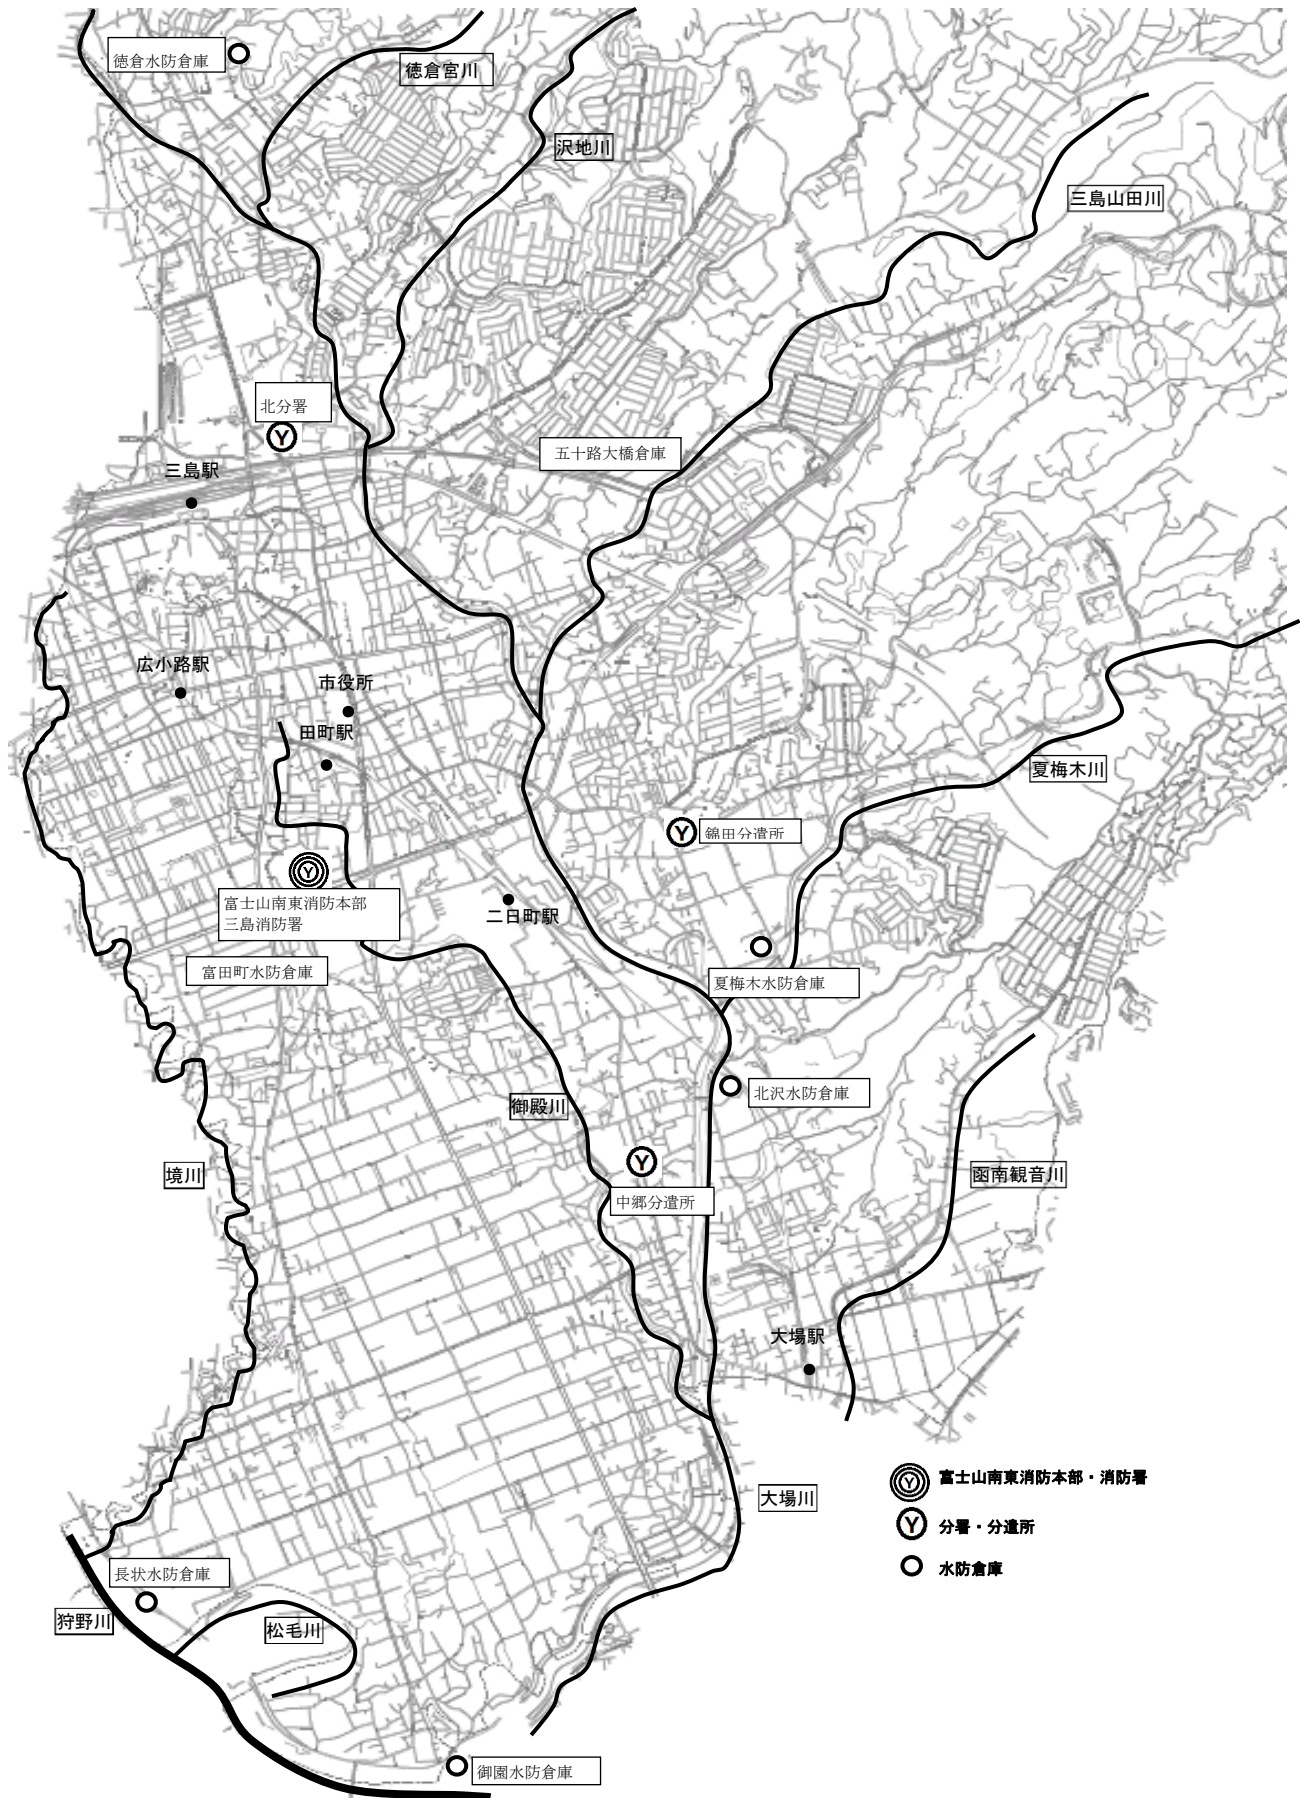 徳倉水防倉庫
徳倉宮川
沢地川
三島山田川
北分署
Y
三島駅
五十路大橋倉庫
広小路駅
市役所
田町駅
夏梅木川
Y
錦田分遣所
Y
富士山南東消防本部
三島消防署
二日町駅
富田町水防倉庫
夏梅木水防倉庫
北沢水防倉庫
御殿川
境川
Y
中郷分遣所
函南観音川
大場駅
大場川
Y
富士山南東消防本部・消防署
Y
分署・分遣所
水防倉庫
長状水防倉庫
狩野川
松毛川
御園水防倉庫